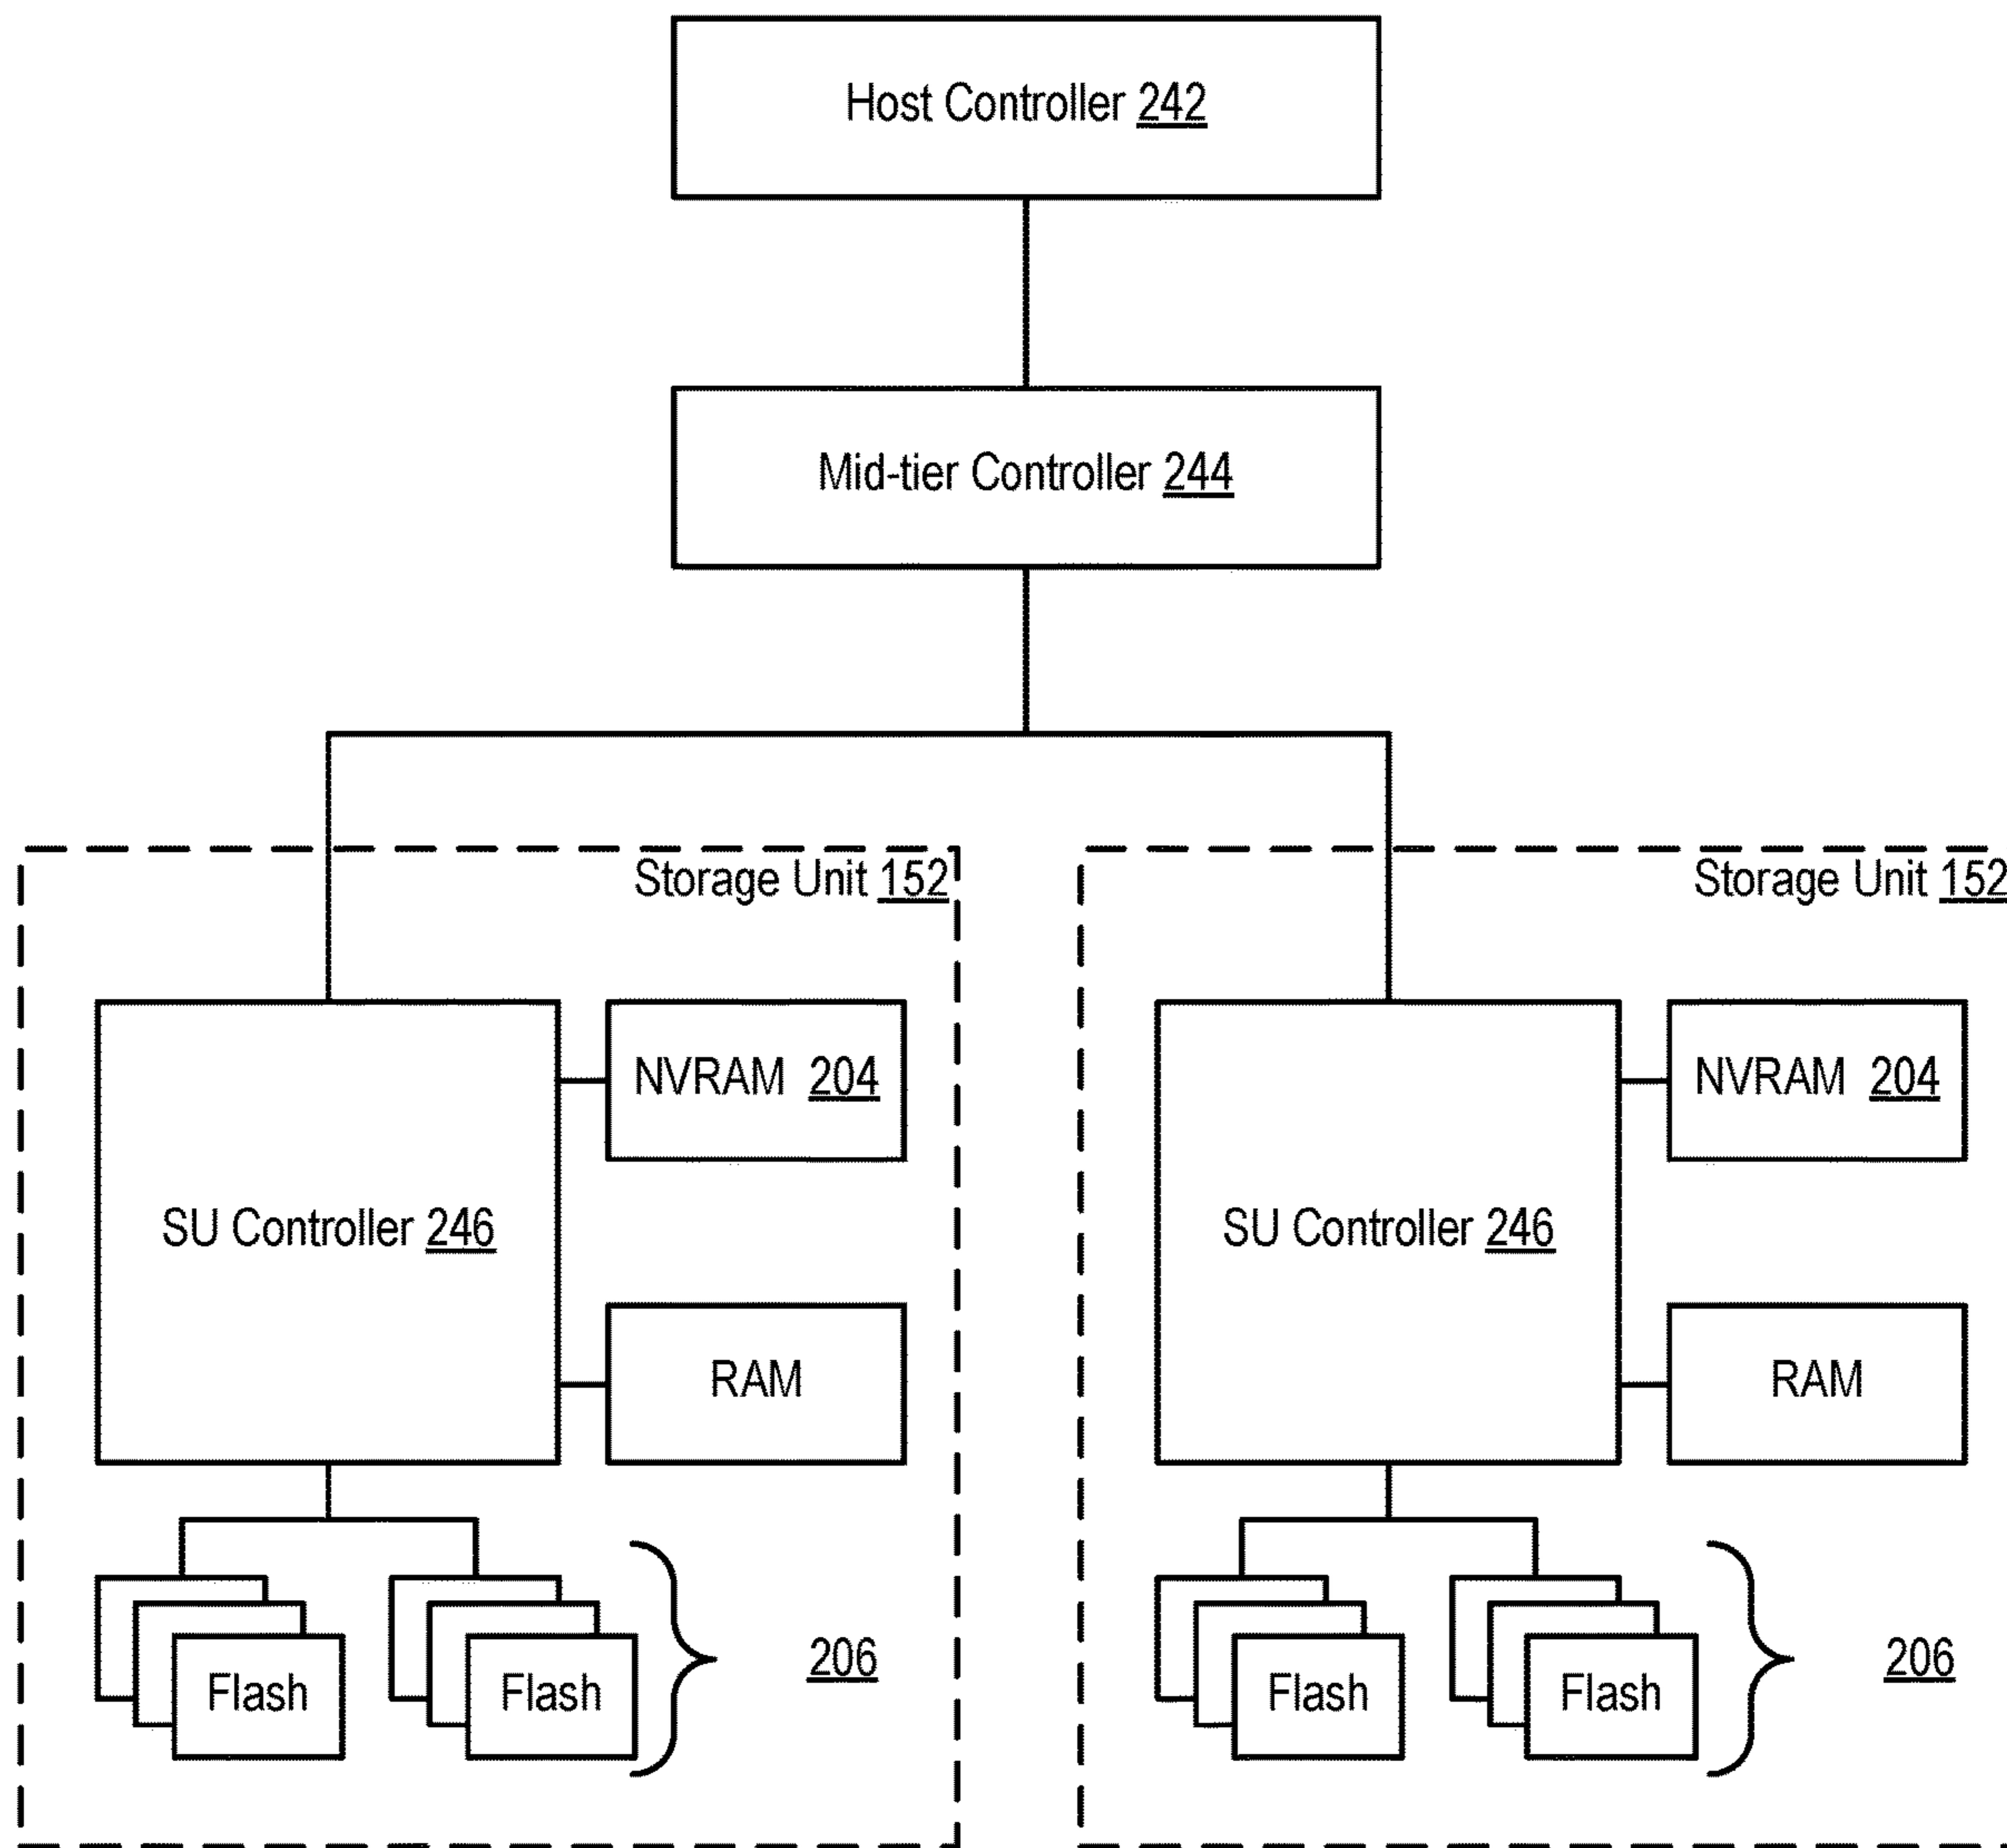 Host Controller 242
Mid-tier Controller 244
Storage Unit 152
Storage Unit 152
NVRAM 204
NVRAM 204
SU Controller 246
SU Controller 246
RAM
RAM
206
206
Flash
Flash
Flash
Flash